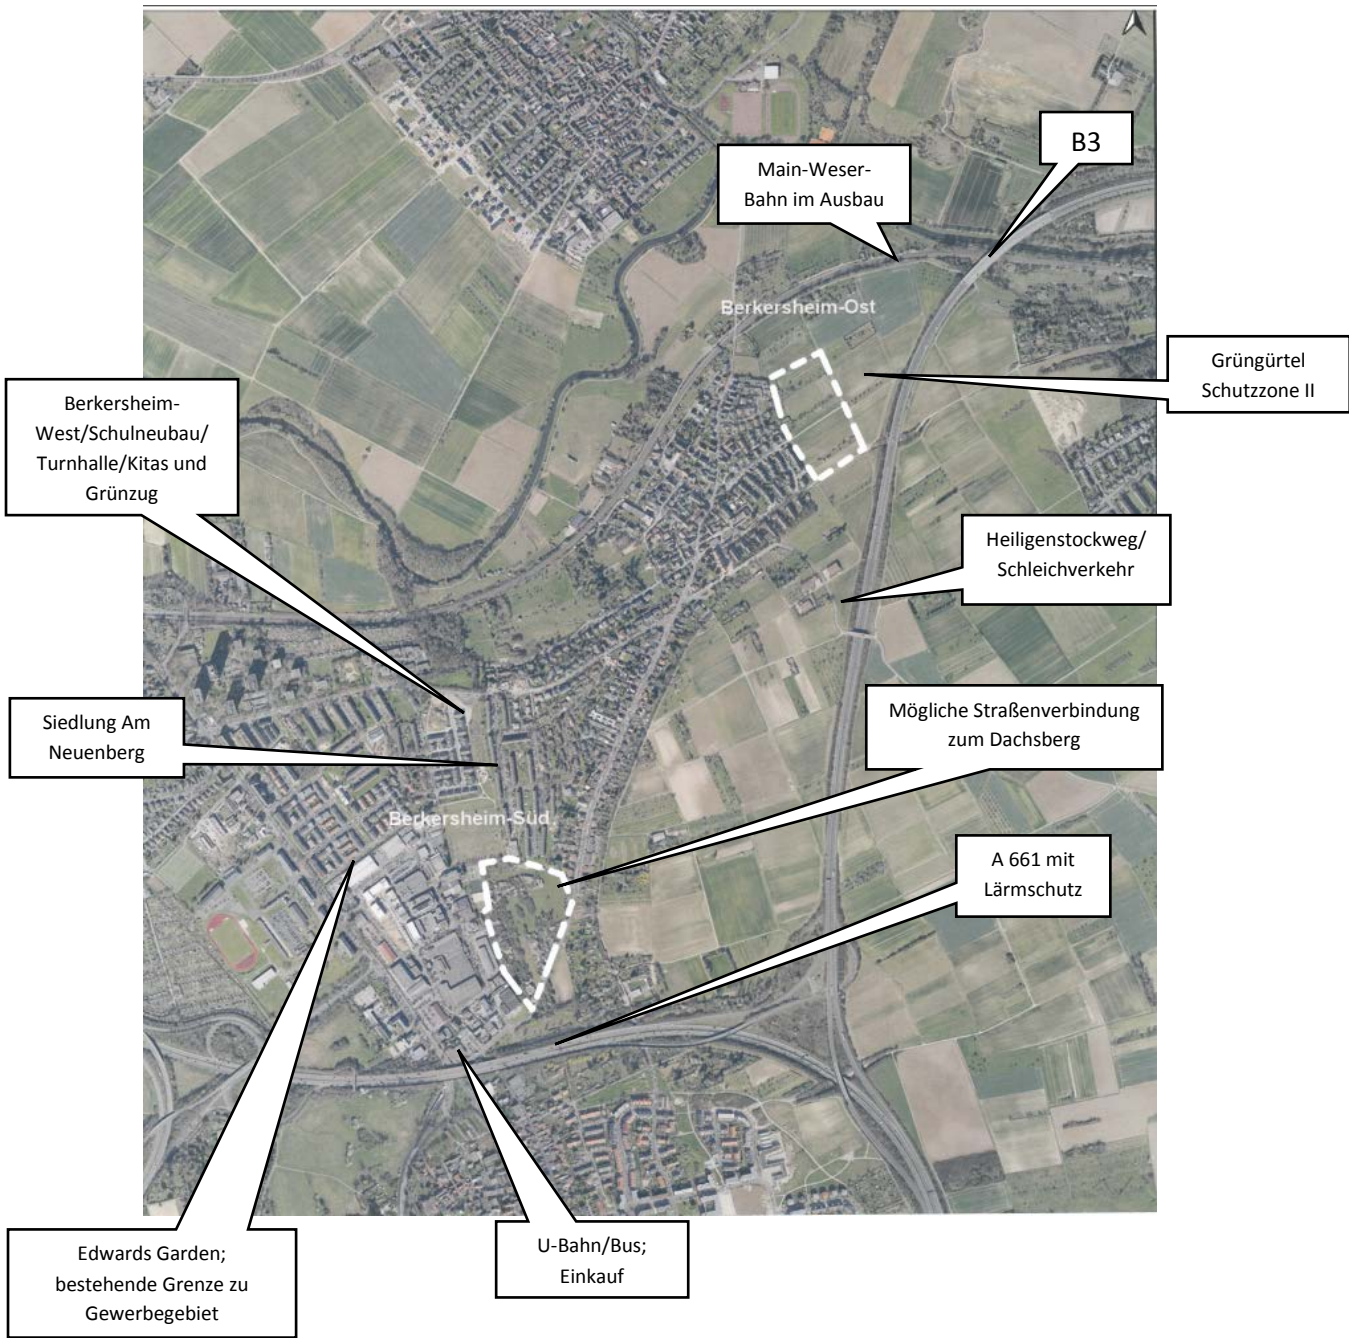 B3
Main-Weser-
Bahn im Ausbau
Berkersheim-Ost
Grüngürtel
Schutzzone II
Berkersheim-
West/Schulneubau/
Turnhalle/Kitas und
Grünzug
Heiligenstockweg/
Schleichverkehr
Siedlung Am
Neuenberg
Mögliche Straßenverbindung
zum Dachsberg
Berkersheim-Süd
A 661 mit
Lärmschutz
Edwards Garden;
bestehende Grenze zu
Gewerbegebiet
U-Bahn/Bus;
Einkauf